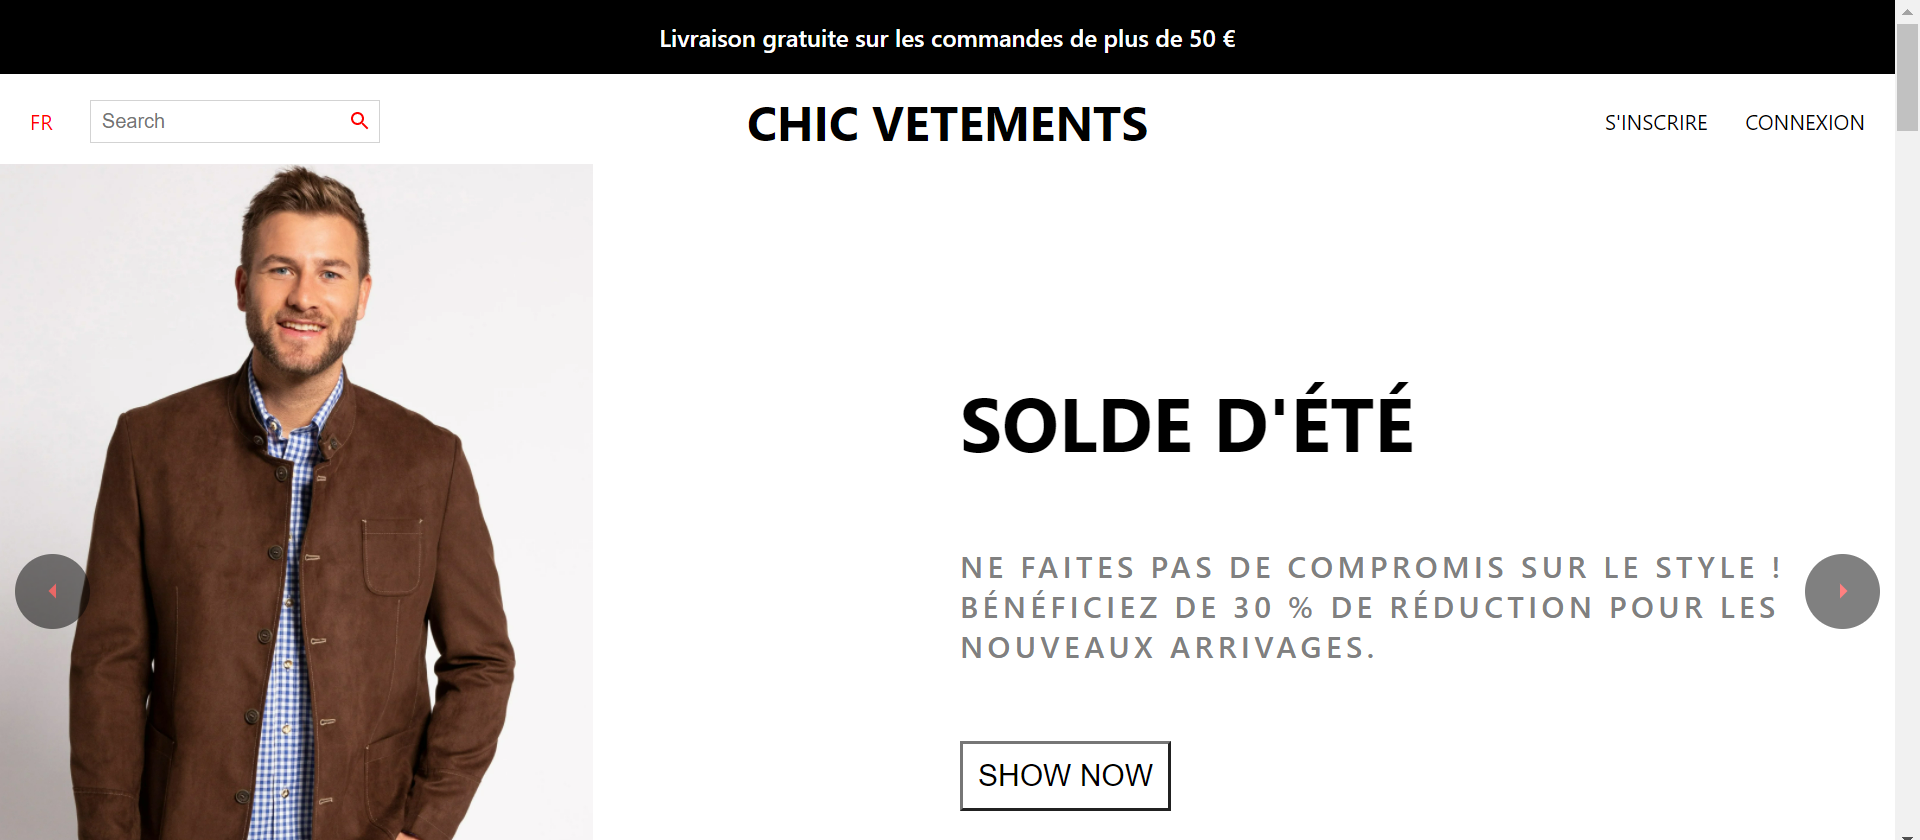 Livraison gratuite sur les commandes de plus de 50 €
FR
Search
CHIC VETEMENTS
S'INSCRIRE
CONNEXION
SOLDE D'ÉTÉ
NE FAITES PAS DE COMPROMIS SUR LE STYLE !
BÉNÉFICIEZ DE 30 % DE RÉDUCTION POUR LES
NOUVEAUX ARRIVAGES.
SHOW NOW